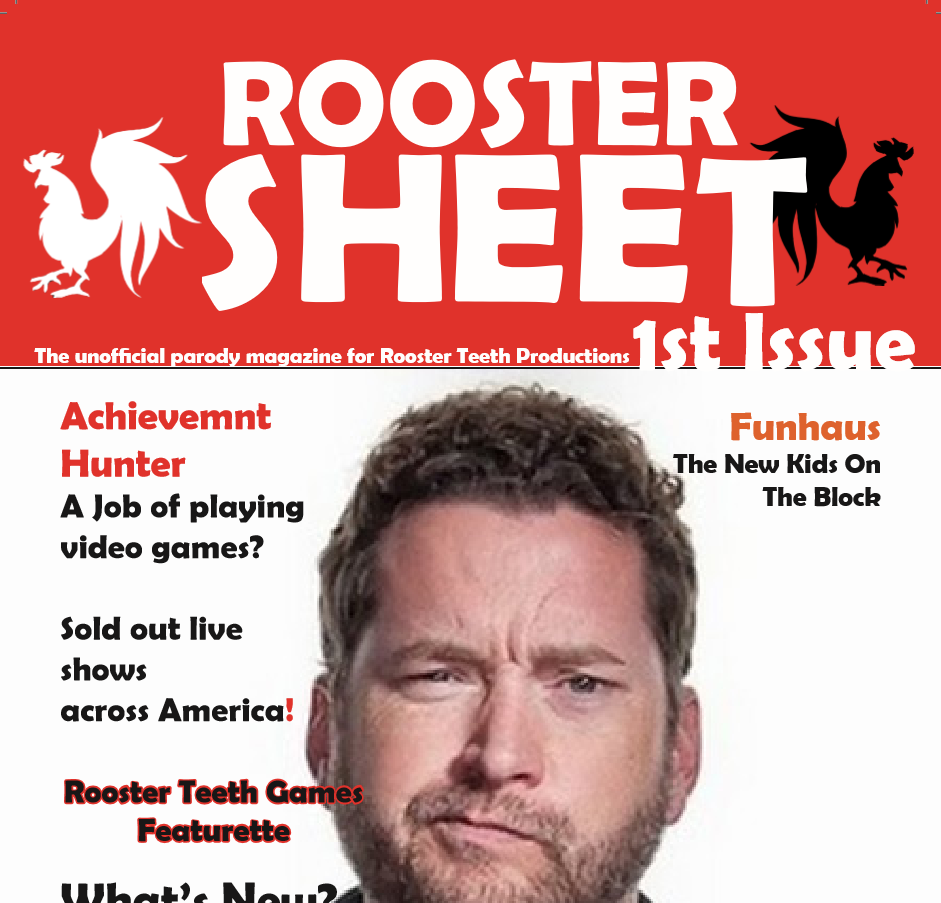 ROOSTER
SHEET
1st Issue
The unofficial parody magazine for Rooster Teeth Productions
Achievemnt
Hunter
A Job of playing
video games?
Sold out live
shows
across America!
Rooster Teeth Games
Featurette
What's New?
Funhaus
The New Kids On
The Block